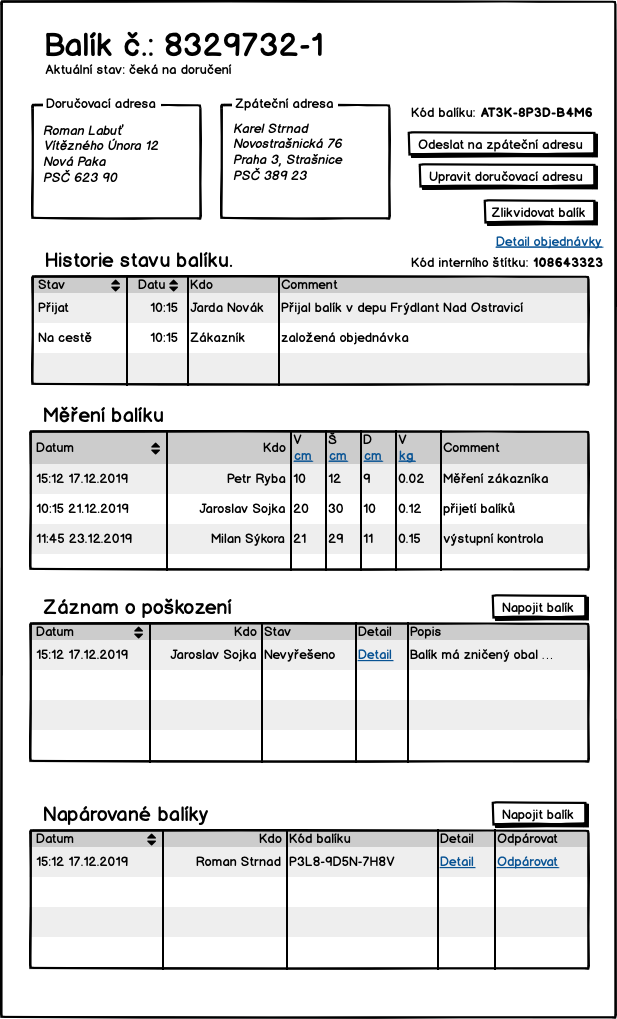 Balík č.: 8329732-1
Aktuální stav: čeká na doručení
Doručovací adresa
Roman Labuť
Vítězného Února 12
Nová Paka
PSČ 623 90
Zpáteční adresa
Karel Strnad
Novostrašnická 76
Praha 3, Strašnice
PSČ 389 23
Kód balíku: AT3K-8P3D-B4M6
Odeslat na zpáteční adresu
Upravit doručovací adresu
Zlikvidovat balík
Detail objednávky
Kód interního štítku: 108643323
Historie stavu balíku.
Stav Datu Kdo Comment
Přijat 10:15 Jarda Novák Přijal balík v depu Frýdlant Nad Ostravicí
Na cestě 10:15 Zákazník založená objednávka
Měření balíku
Datum Kdo V cm Š cm D cm V kg Comment
15:12 17.12.2019 Petr Ryba 10 12 9 0.02 Měření zákazníka
10:15 21.12.2019 Jaroslav Sojka 20 30 10 0.12 přijetí balíků
11:45 23.12.2019 Milan Sýkora 21 29 11 0.15 výstupní kontrola
Záznam o poškození
Napojit balík
Datum Kdo Stav Detail Popis
15:12 17.12.2019 Jaroslav Sojka Nevyřešeno Detail Balík má zničený obal ...
Napárované balíky
Napojit balík
Datum Kdo Kód balíku Detail Odpárovat
15:12 17.12.2019 Roman Strnad P3L8-9D5N-7H8V Detail Odpárovat